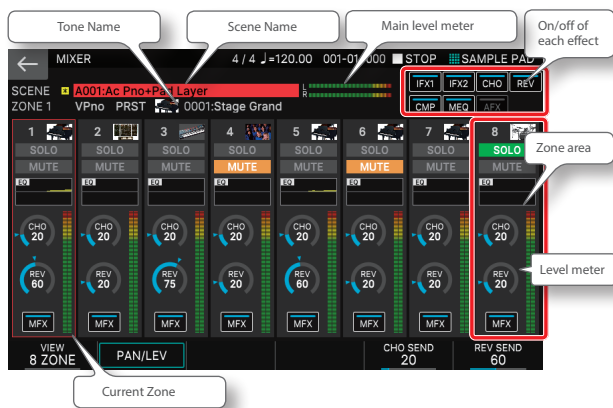 Tone Name
Scene Name
Main level meter
On/off of
each effect
MIXER
4 / 4 ♩=120.00 001-01 000 STOP SAMPLE PAD
SCENE A001:Ac Pno+Pad Layer
L
R
ZONE 1 VPno PRST 0001:Stage Grand
IFX1 IFX2 CHO REV
CMP MEQ AFX
1 2 3 4 5 6 7 8
SOLO SOLO SOLO SOLO SOLO SOLO SOLO SOLO
MUTE MUTE MUTE MUTE MUTE MUTE MUTE MUTE
Zone area
EQ EQ EQ EQ EQ EQ EQ EQ
CHO CHO CHO CHO CHO CHO CHO CHO
20 20 20 20 20 20 20 20
REV REV REV REV REV REV REV REV
60 20 75 20 60 20 20 20
Level meter
MFX MFX MFX MFX MFX MFX MFX MFX
VIEW
8 ZONE
PAN/LEV
CHO SEND
20
REV SEND
60
Current Zone